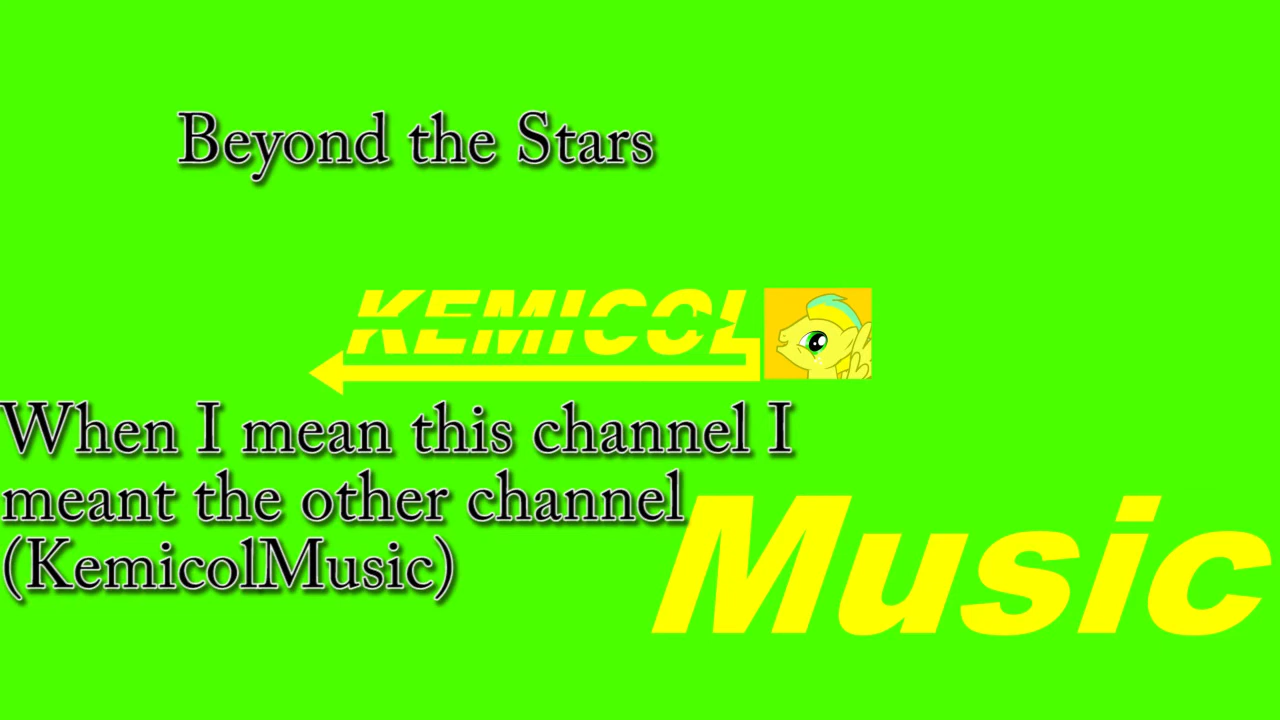 Beyond the Stars
KEMICOL
When I mean this channel I
meant the other channel
(KemicolMusic)
Music